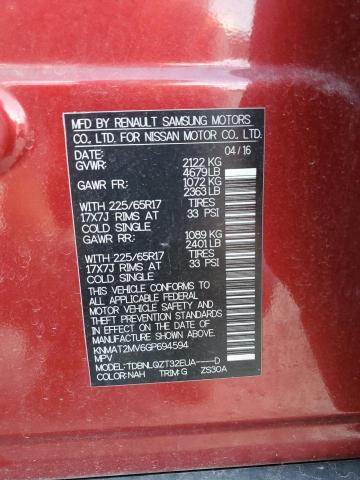 MFD BY RENAULT SAMSUNG MOTORS
CO. LTD. FOR NISSAN MOTOR CO. LTD.
DATE: 04/16
GVWR: 2122 KG
4679 LB
GAWR FR: 1072 KG
2363 LB
WITH 225/65R17 TIRES
17X7J RIMS AT 33 PSI
COLD SINGLE
GAWR RR: 1089 KG
2401 LB
WITH 225/65R17 TIRES
17X7J RIMS AT 33 PSI
COLD SINGLE
THIS VEHICLE CONFORMS TO ALL
APPLICABLE FEDERAL MOTOR
VEHICLE SAFETY AND BUMPER
STANDARDS IN EFFECT ON THE DATE
OF MANUFACTURE SHOWN ABOVE.
KNMAT2MV6GP694594
MPV
MODEL: TDBNLQZT32EUA-----D
COLOR: NAH TRIM: G ZS30A